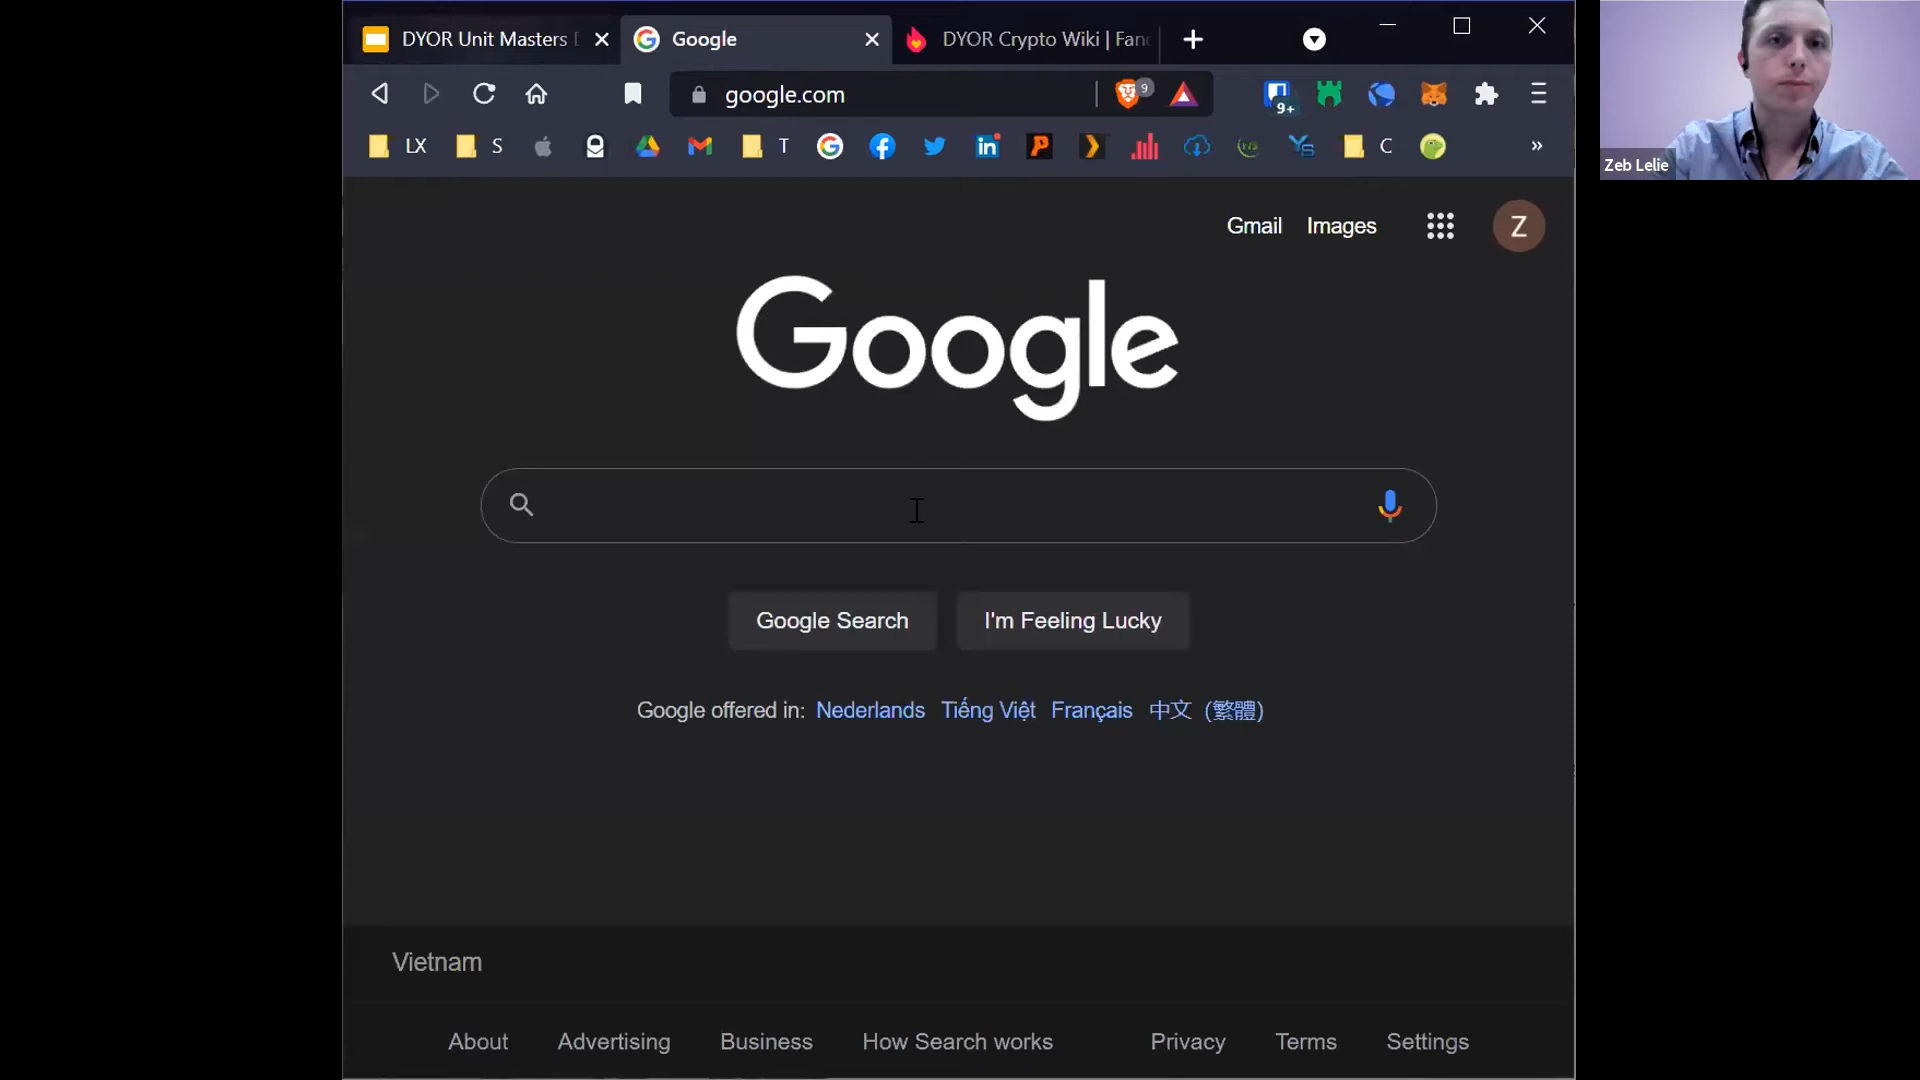 DYOR Unit Masters
Google
DYOR Crypto Wiki | Fan
google.com
9
9+
LX
S
T
C
Gmail
Images
Z
Google
Google Search
I'm Feeling Lucky
Google offered in: Nederlands Tiếng Việt Français 中文 (繁體)
Vietnam
About Advertising Business How Search works Privacy Terms Settings
Zeb Lelie